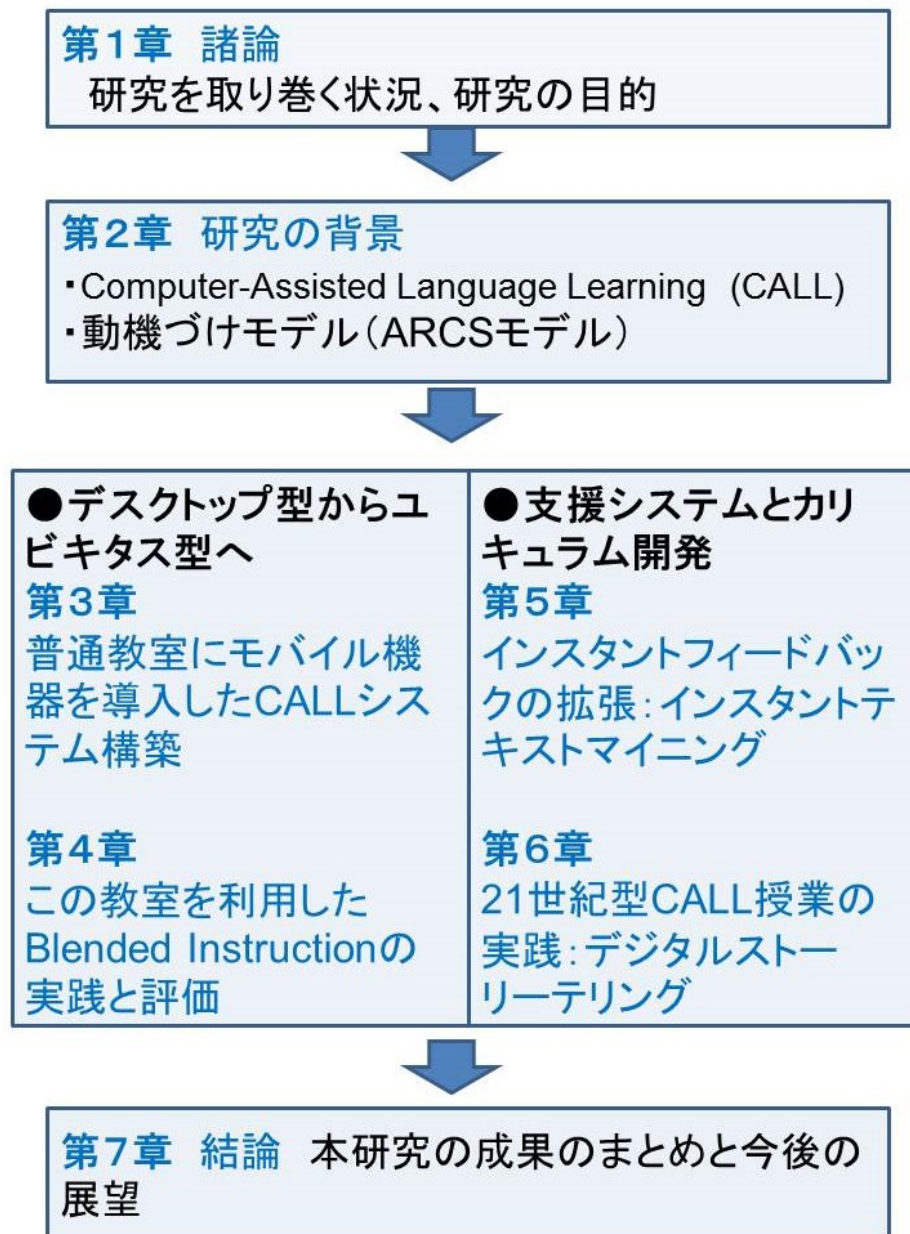 第1章 諸論
研究を取り巻く状況、研究の目的
第2章 研究の背景
・Computer-Assisted Language Learning (CALL)
・動機づけモデル(ARCSモデル)
●デスクトップ型からユ
ビキタス型へ
第3章
普通教室にモバイル機
器を導入したCALLシス
テム構築
第4章
この教室を利用した
Blended Instructionの
実践と評価
●支援システムとカリ
キュラム開発
第5章
インスタントフィードバッ
クの拡張:インスタントテ
キストマイニング
第6章
21世紀型CALL授業の
実践:デジタルストー
リーテリング
第7章 結論 本研究の成果のまとめと今後の
展望